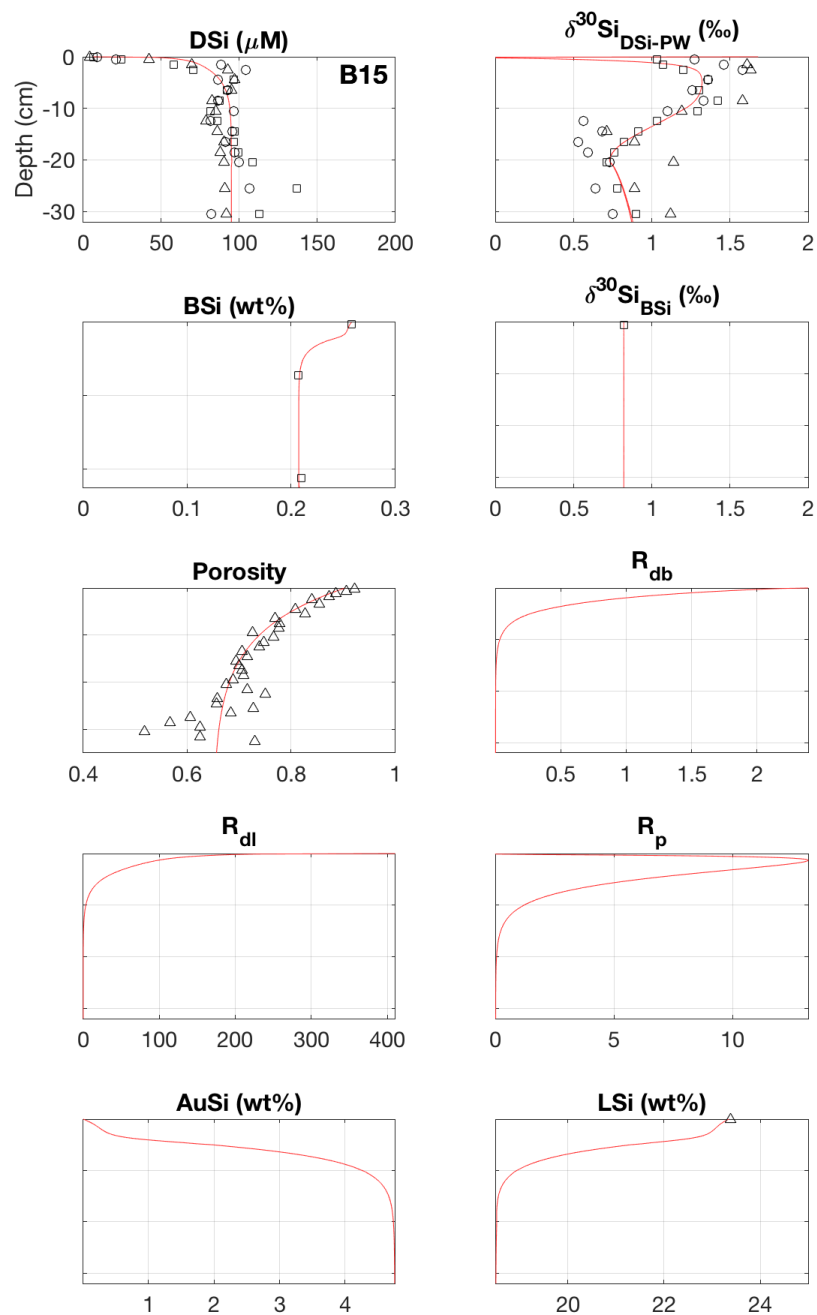 DSi (μM)
B15
0
-10
-20
-30
Depth (cm)
0 50 100 150 200
δ30SiDSi-PW (‰)
0 0.5 1 1.5 2
BSi (wt%)
0 0.1 0.2 0.3
δ30SiBSi (‰)
0 0.5 1 1.5 2
Porosity
0.4 0.6 0.8 1
Rdb
0.5 1 1.5 2
Rdl
0 100 200 300 400
Rp
0 5 10
AuSi (wt%)
1 2 3 4
LSi (wt%)
20 22 24